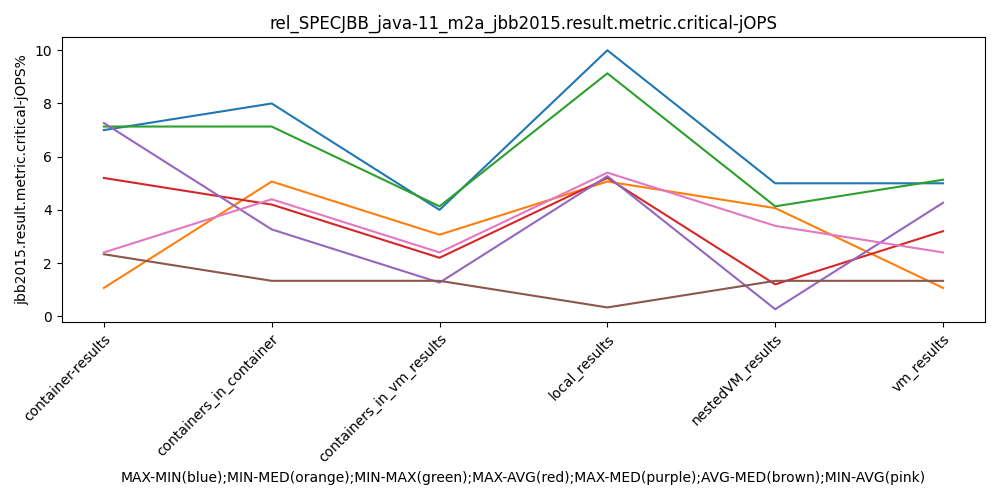 rel_SPECJBB_java-11_m2a_jbb2015.result.metric.critical-jOPS
jbb2015.result.metric.critical-jOPS%
10
8
6
4
2
0
container-results
containers_in_container
containers_in_vm_results
local_results
nestedVM_results
vm_results
MAX-MIN(blue);MIN-MED(orange);MIN-MAX(green);MAX-AVG(red);MAX-MED(purple);AVG-MED(brown);MIN-AVG(pink)